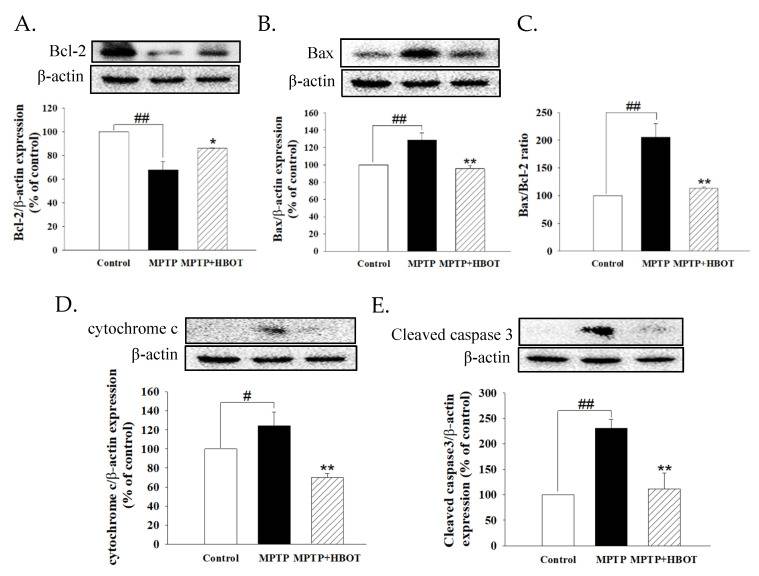 A.
Bcl-2
β-actin
Bcl-2/β-actin expression
(% of control)
120
100
80
60
40
20
0
##
*
Control MPTP MPTP+HBOT
B.
Bax
β-actin
Bax/β-actin expression
(% of control)
160
140
120
100
80
60
40
20
0
##
**
Control MPTP MPTP+HBOT
C.
Bax/Bcl-2 ratio
250
200
150
100
50
0
##
**
Control MPTP MPTP+HBOT
D.
cytochrome c
β-actin
cytochrome c/β-actin expression
(% of control)
160
140
120
100
80
60
40
20
0
#
**
Control MPTP MPTP+HBOT
E.
Cleaved caspase 3
β-actin
Cleaved caspase3/β-actin
expression (% of control)
300
250
200
150
100
50
0
##
**
Control MPTP MPTP+HBOT